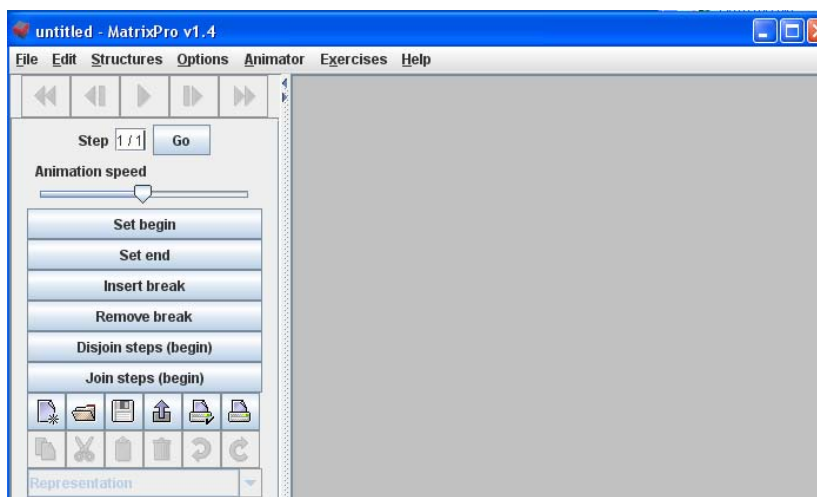 untitled - MatrixPro v1.4
File Edit Structures Options Animator Exercises Help
Step 1 / 1 Go
Animation speed
Set begin
Set end
Insert break
Remove break
Disjoin steps (begin)
Join steps (begin)
Representation